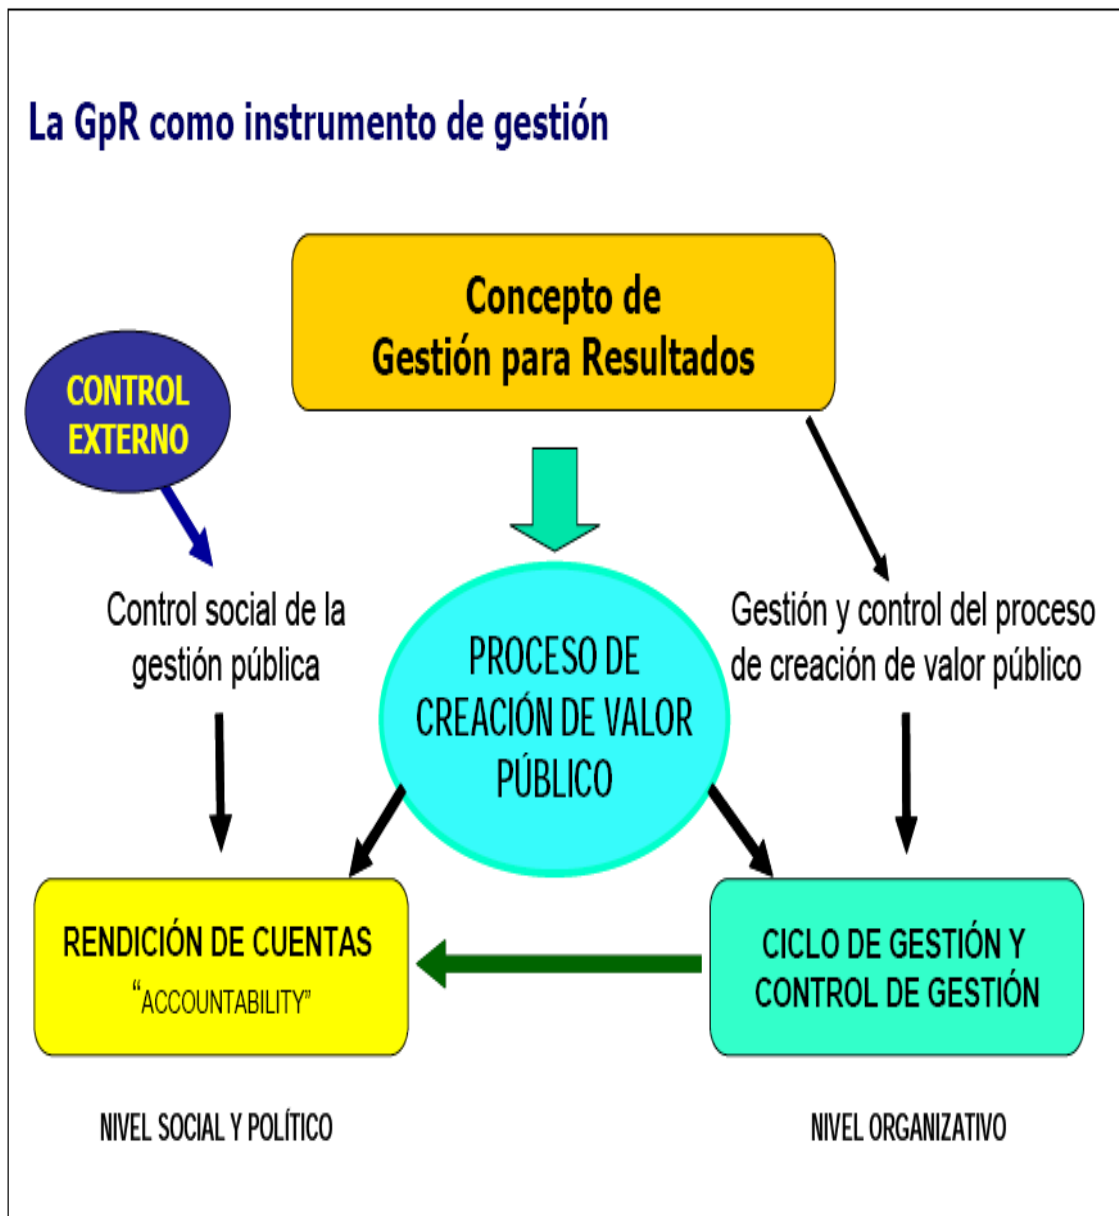 La GpR como instrumento de gestión
Concepto de
Gestión para Resultados
CONTROL
EXTERNO
Control social de la
gestión pública
Gestión y control del proceso
de creación de valor público
PROCESO DE
CREACIÓN DE VALOR
PÚBLICO
RENDICIÓN DE CUENTAS
“ACCOUNTABILITY”
CICLO DE GESTIÓN Y
CONTROL DE GESTIÓN
NIVEL SOCIAL Y POLÍTICO
NIVEL ORGANIZATIVO